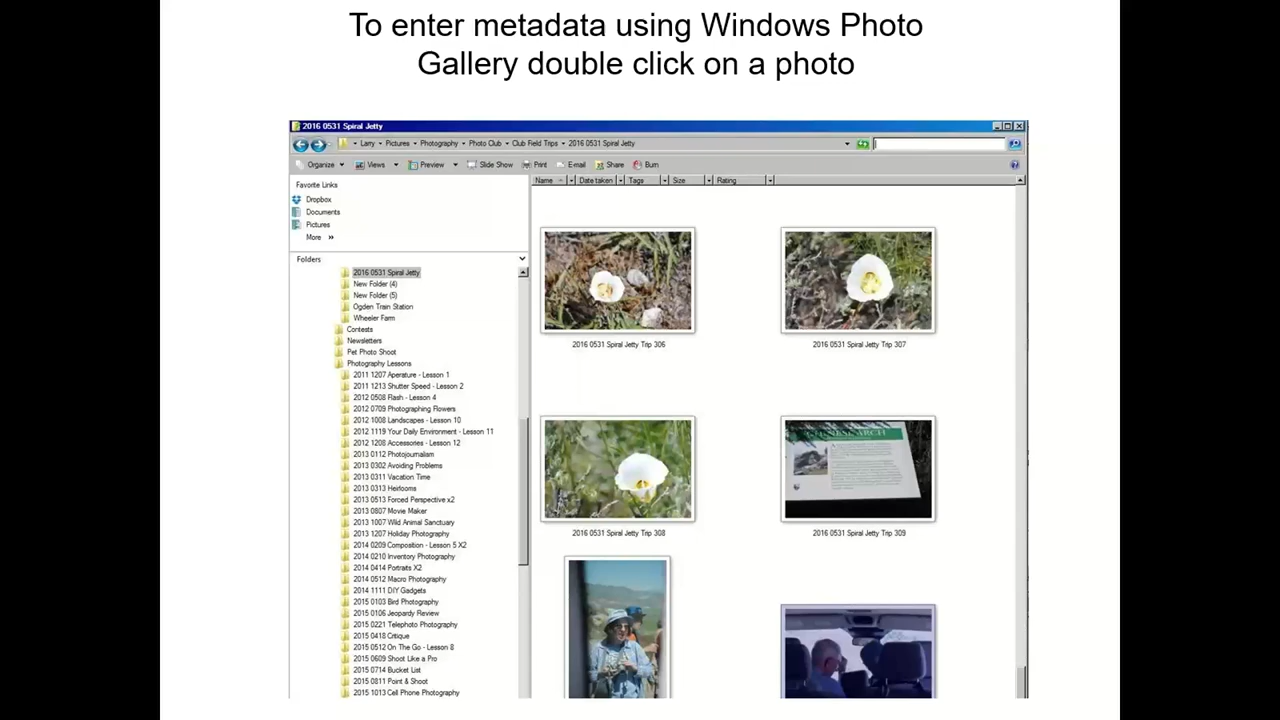 To enter metadata using Windows Photo
Gallery double click on a photo
2016 0531 Spiral Jetty
Larry Pictures Photography Photo Club Club Field Trips 2016 0531 Spiral Jetty
Organize Views Preview Slide Show Print E-mail Share Burn
Favorite Links
Dropbox
Documents
Pictures
More »
Folders
2016 0531 Spiral Jetty
New Folder (4)
New Folder (5)
Ogden Train Station
Wheeler Farm
Contests
Newsletters
Pet Photo Shoot
Photography Lessons
2011 1207 Aperature - Lesson 1
2011 1213 Shutter Speed - Lesson 2
2012 0508 Flash - Lesson 4
2012 0709 Photographing Flowers
2012 1008 Landscapes - Lesson 10
2012 1119 Your Daily Environment - Lesson 11
2012 1208 Accessories - Lesson 12
2013 0112 Photojournalism
2013 0302 Avoiding Problems
2013 0311 Vacation Time
2013 0313 Heirlooms
2013 0513 Forced Perspective x2
2013 0807 Movie Maker
2013 1007 Wild Animal Sanctuary
2013 1207 Holiday Photography
2014 0209 Composition - Lesson 5 X2
2014 0210 Inventory Photography
2014 0414 Portraits X2
2014 0512 Macro Photography
2014 1111 DIY Gadgets
2015 0103 Bird Photography
2015 0106 Jeopardy Review
2015 0221 Telephoto Photography
2015 0418 Critique
2015 0512 On The Go - Lesson 8
2015 0609 Shoot Like a Pro
2015 0714 Bucket List
2015 0811 Point & Shoot
2015 1013 Cell Phone Photography
Name Date taken Tags Size Rating
2016 0531 Spiral Jetty Trip 306
2016 0531 Spiral Jetty Trip 307
2016 0531 Spiral Jetty Trip 308
2016 0531 Spiral Jetty Trip 309